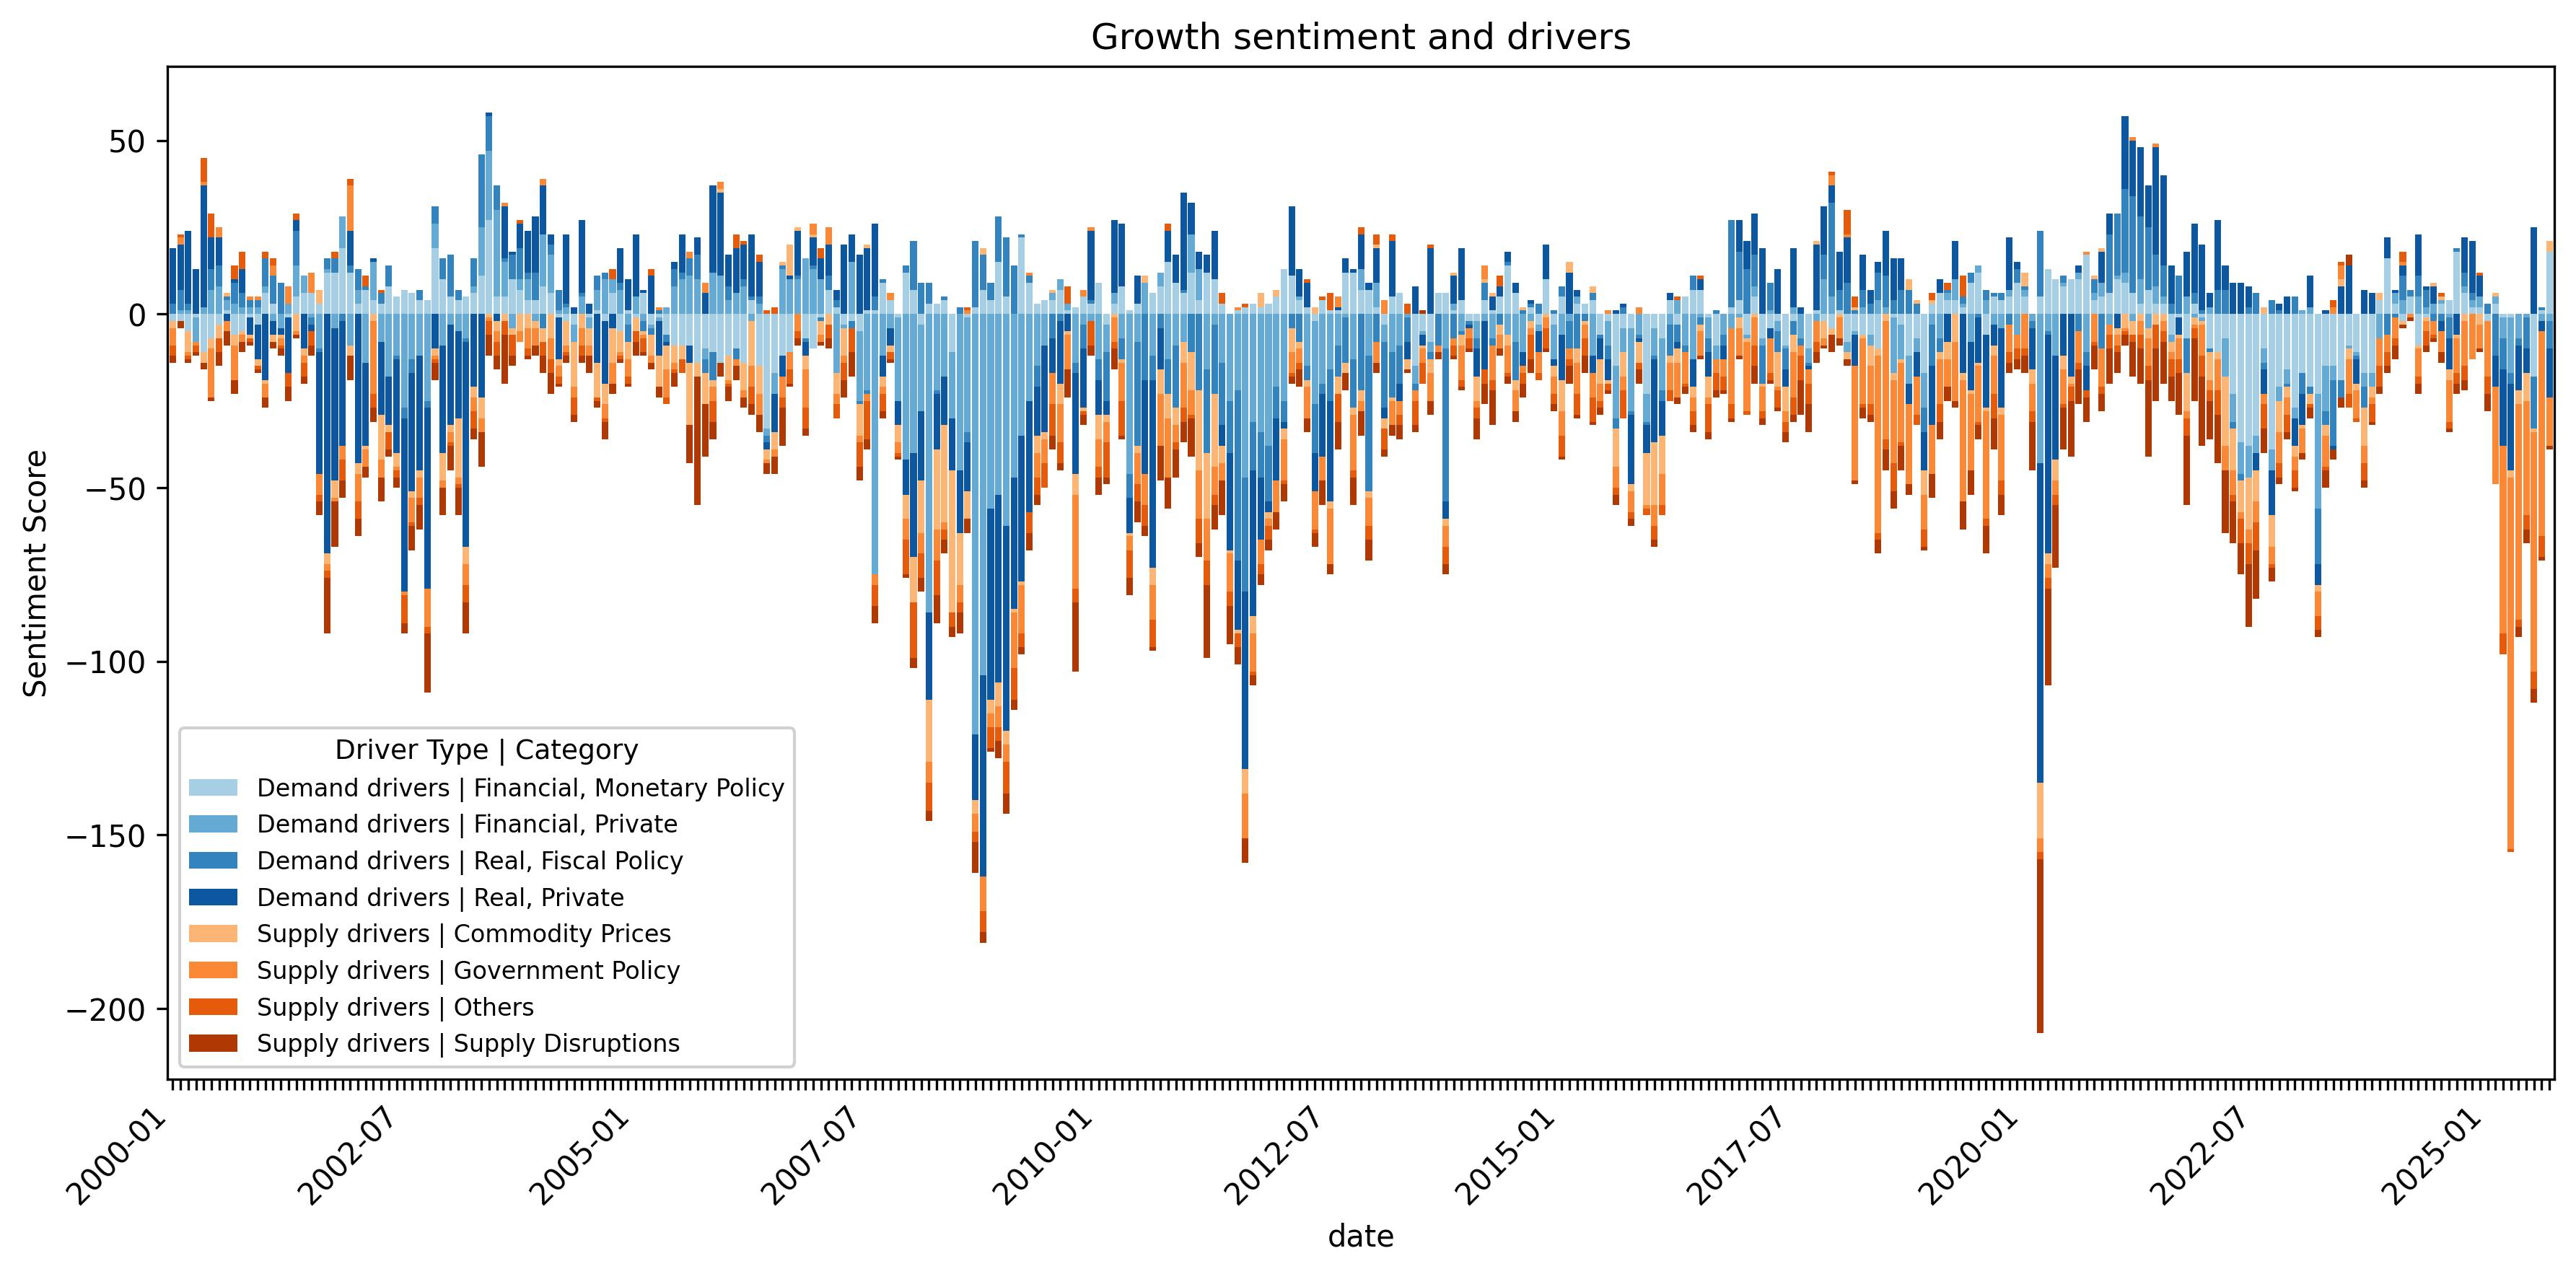 Growth sentiment and drivers
Sentiment Score
50
0
−50
−100
−150
−200
Driver Type | Category
Demand drivers | Financial, Monetary Policy
Demand drivers | Financial, Private
Demand drivers | Real, Fiscal Policy
Demand drivers | Real, Private
Supply drivers | Commodity Prices
Supply drivers | Government Policy
Supply drivers | Others
Supply drivers | Supply Disruptions
2000-01
2002-07
2005-01
2007-07
2010-01
2012-07
2015-01
2017-07
2020-01
2022-07
2025-01
date